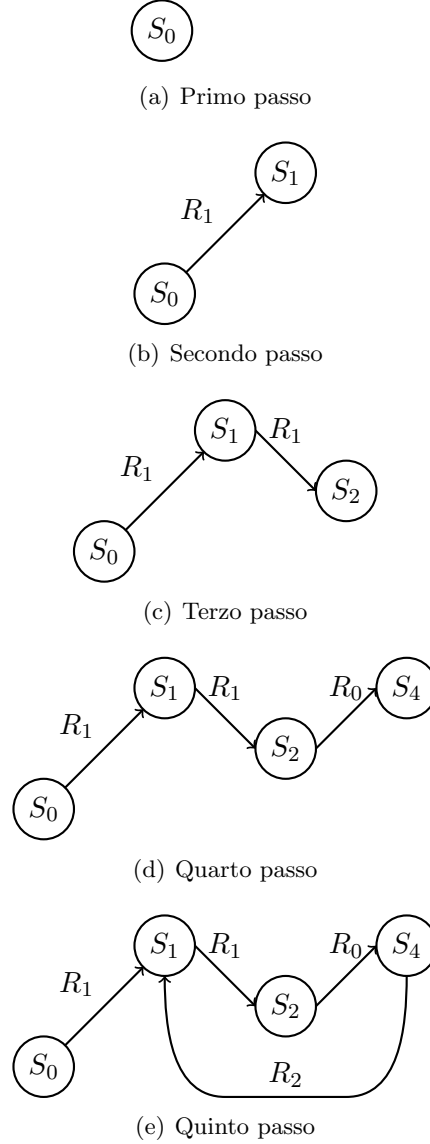 S₀
(a) Primo passo
S₁
R₁
S₀
(b) Secondo passo
S₁ R₁
R₁
S₂
S₀
(c) Terzo passo
S₁ R₁ R₀ S₄
R₁
S₂
S₀
(d) Quarto passo
S₁ R₁ R₀ S₄
R₁
S₂
S₀
R₂
(e) Quinto passo